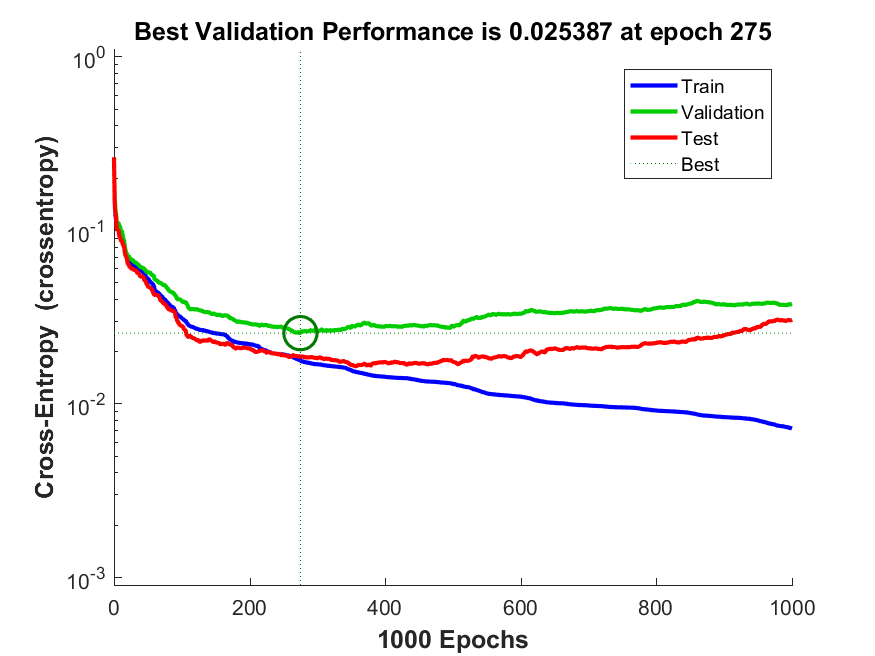 Best Validation Performance is 0.025387 at epoch 275
Train
Validation
Test
Best
Cross-Entropy (crossentropy)
10^0
10^-1
10^-2
10^-3
0 200 400 600 800 1000
1000 Epochs